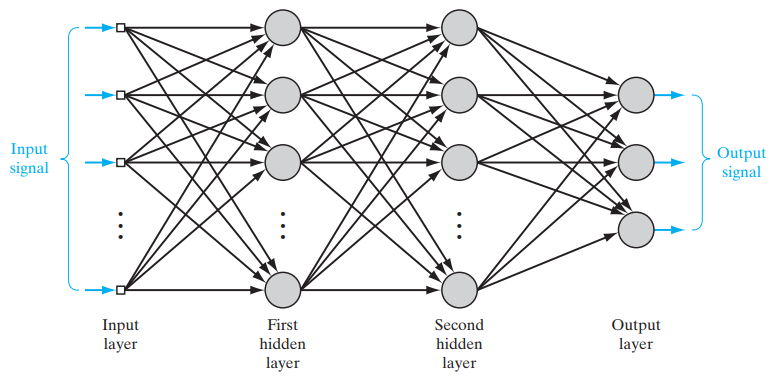 Input
signal
Output
signal
Input
layer
First
hidden
layer
Second
hidden
layer
Output
layer